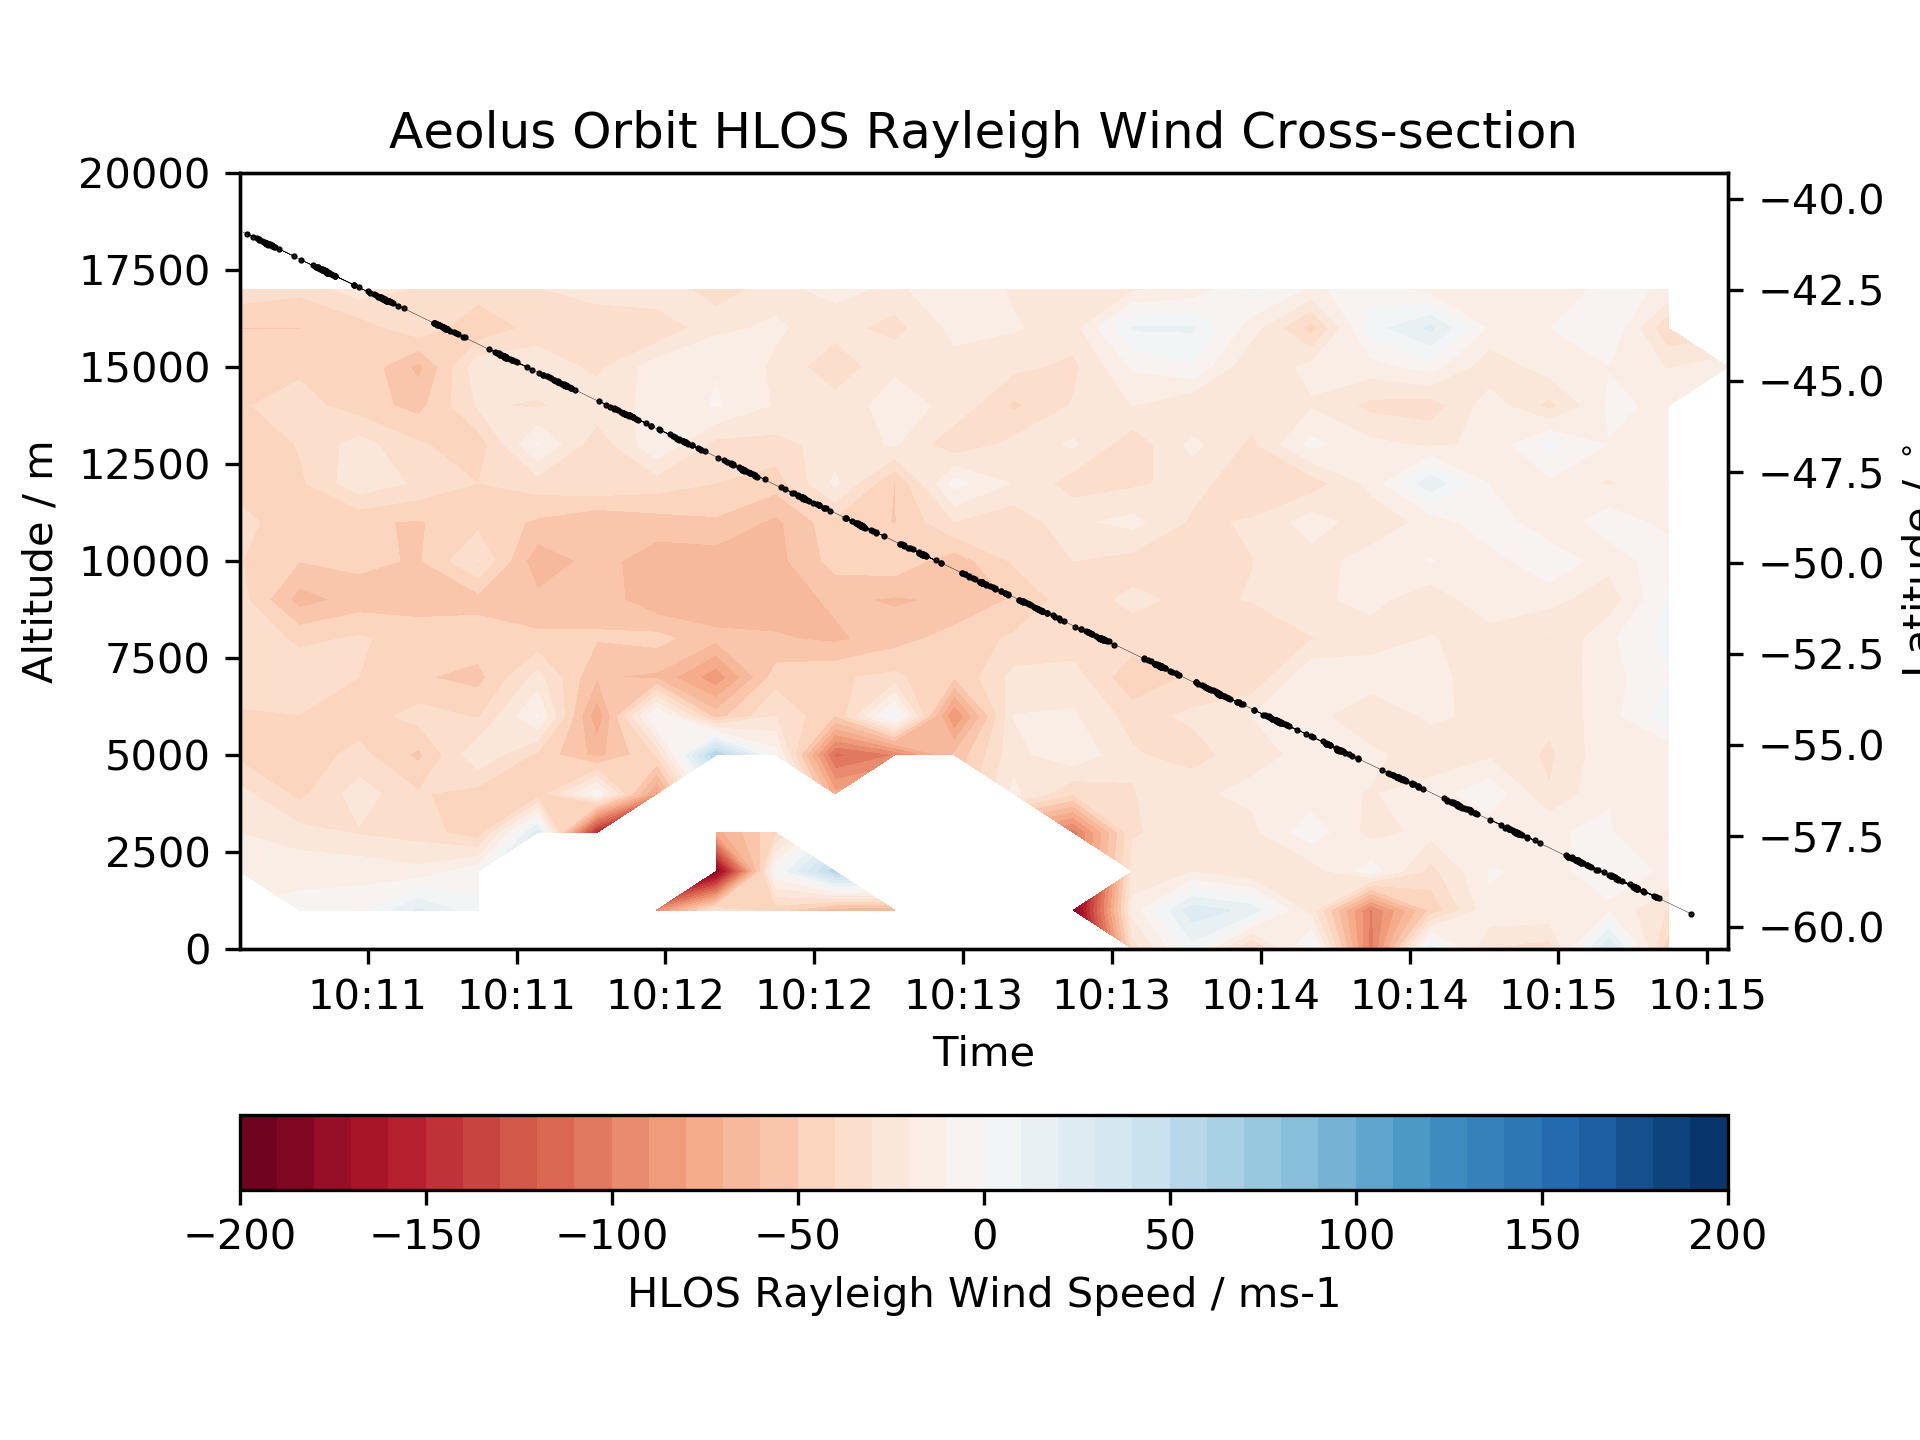 Aeolus Orbit HLOS Rayleigh Wind Cross-section
20000
17500
15000
12500
10000
7500
5000
2500
0
Altitude / m
−40.0
−42.5
−45.0
−47.5
−50.0
−52.5
−55.0
−57.5
−60.0
Latitude / °
10:11 10:11 10:12 10:12 10:13 10:13 10:14 10:14 10:15 10:15
Time
−200 −150 −100 −50 0 50 100 150 200
HLOS Rayleigh Wind Speed / ms-1